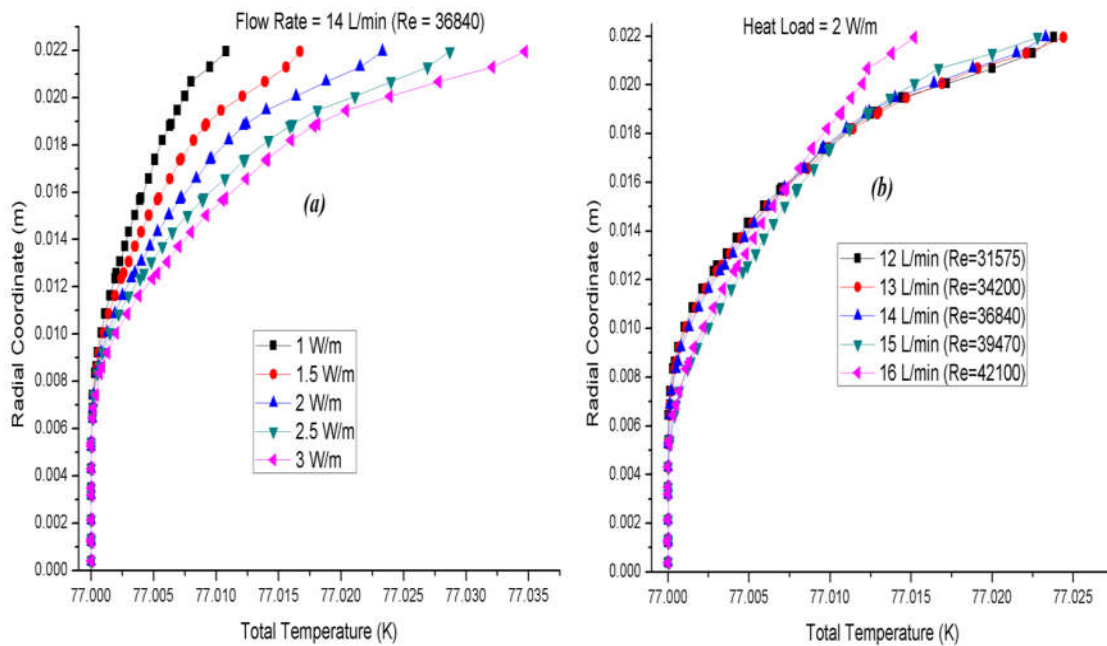 Flow Rate = 14 L/min (Re = 36840)
0.022
0.020
0.018
0.016
0.014
0.012
0.010
0.008
0.006
0.004
0.002
0.000
Radial Coordinate (m)
(a)
1 W/m
1.5 W/m
2 W/m
2.5 W/m
3 W/m
77.000 77.005 77.010 77.015 77.020 77.025 77.030 77.035
Total Temperature (K)
Heat Load = 2 W/m
0.022
0.020
0.018
0.016
0.014
0.012
0.010
0.008
0.006
0.004
0.002
0.000
Radial Coordinate (m)
(b)
12 L/min (Re=31575)
13 L/min (Re=34200)
14 L/min (Re=36840)
15 L/min (Re=39470)
16 L/min (Re=42100)
77.000 77.005 77.010 77.015 77.020 77.025
Total Temperature (K)